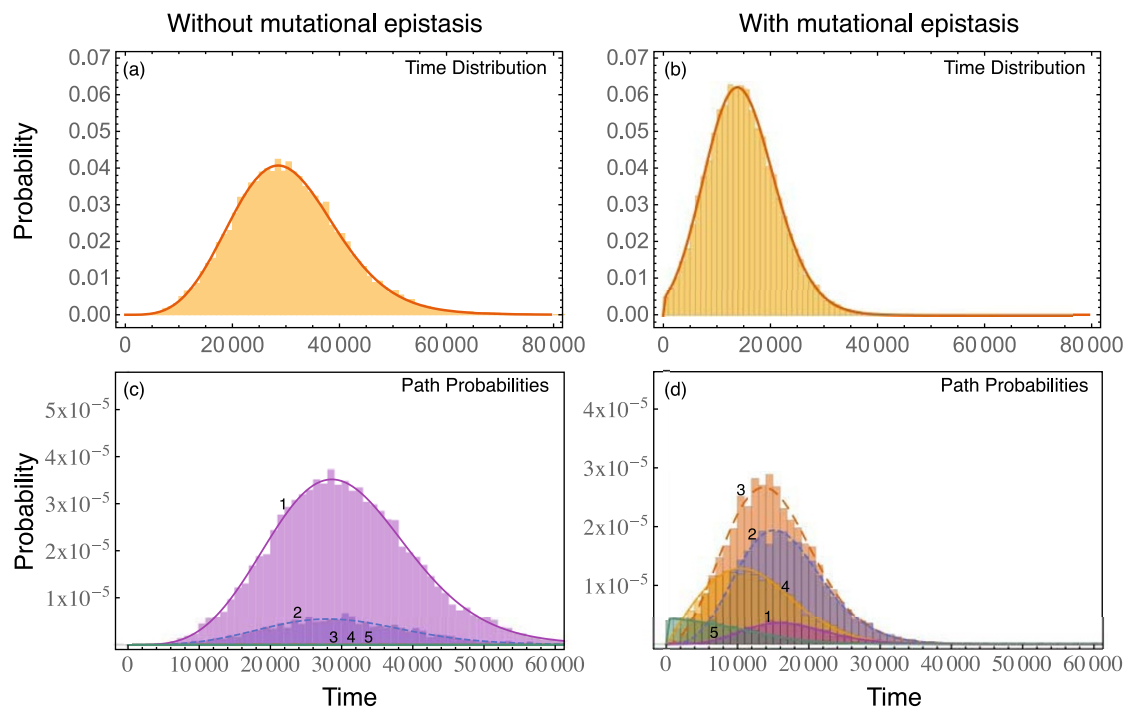 Without mutational epistasis
With mutational epistasis
(a)
Time Distribution
0.07
0.06
0.05
0.04
0.03
0.02
0.01
0.00
Probability
0
20 000
40 000
60 000
80 000
(b)
Time Distribution
0.07
0.06
0.05
0.04
0.03
0.02
0.01
0.00
0
20 000
40 000
60 000
80 000
(c)
Path Probabilities
5x10⁻⁵
4x10⁻⁵
3x10⁻⁵
2x10⁻⁵
1x10⁻⁵
Probability
1
2
3 4 5
0
10 000
20 000
30 000
40 000
50 000
60 000
Time
(d)
Path Probabilities
4x10⁻⁵
3x10⁻⁵
2x10⁻⁵
1x10⁻⁵
3
2
4
1
5
0
10 000
20 000
30 000
40 000
50 000
60 000
Time